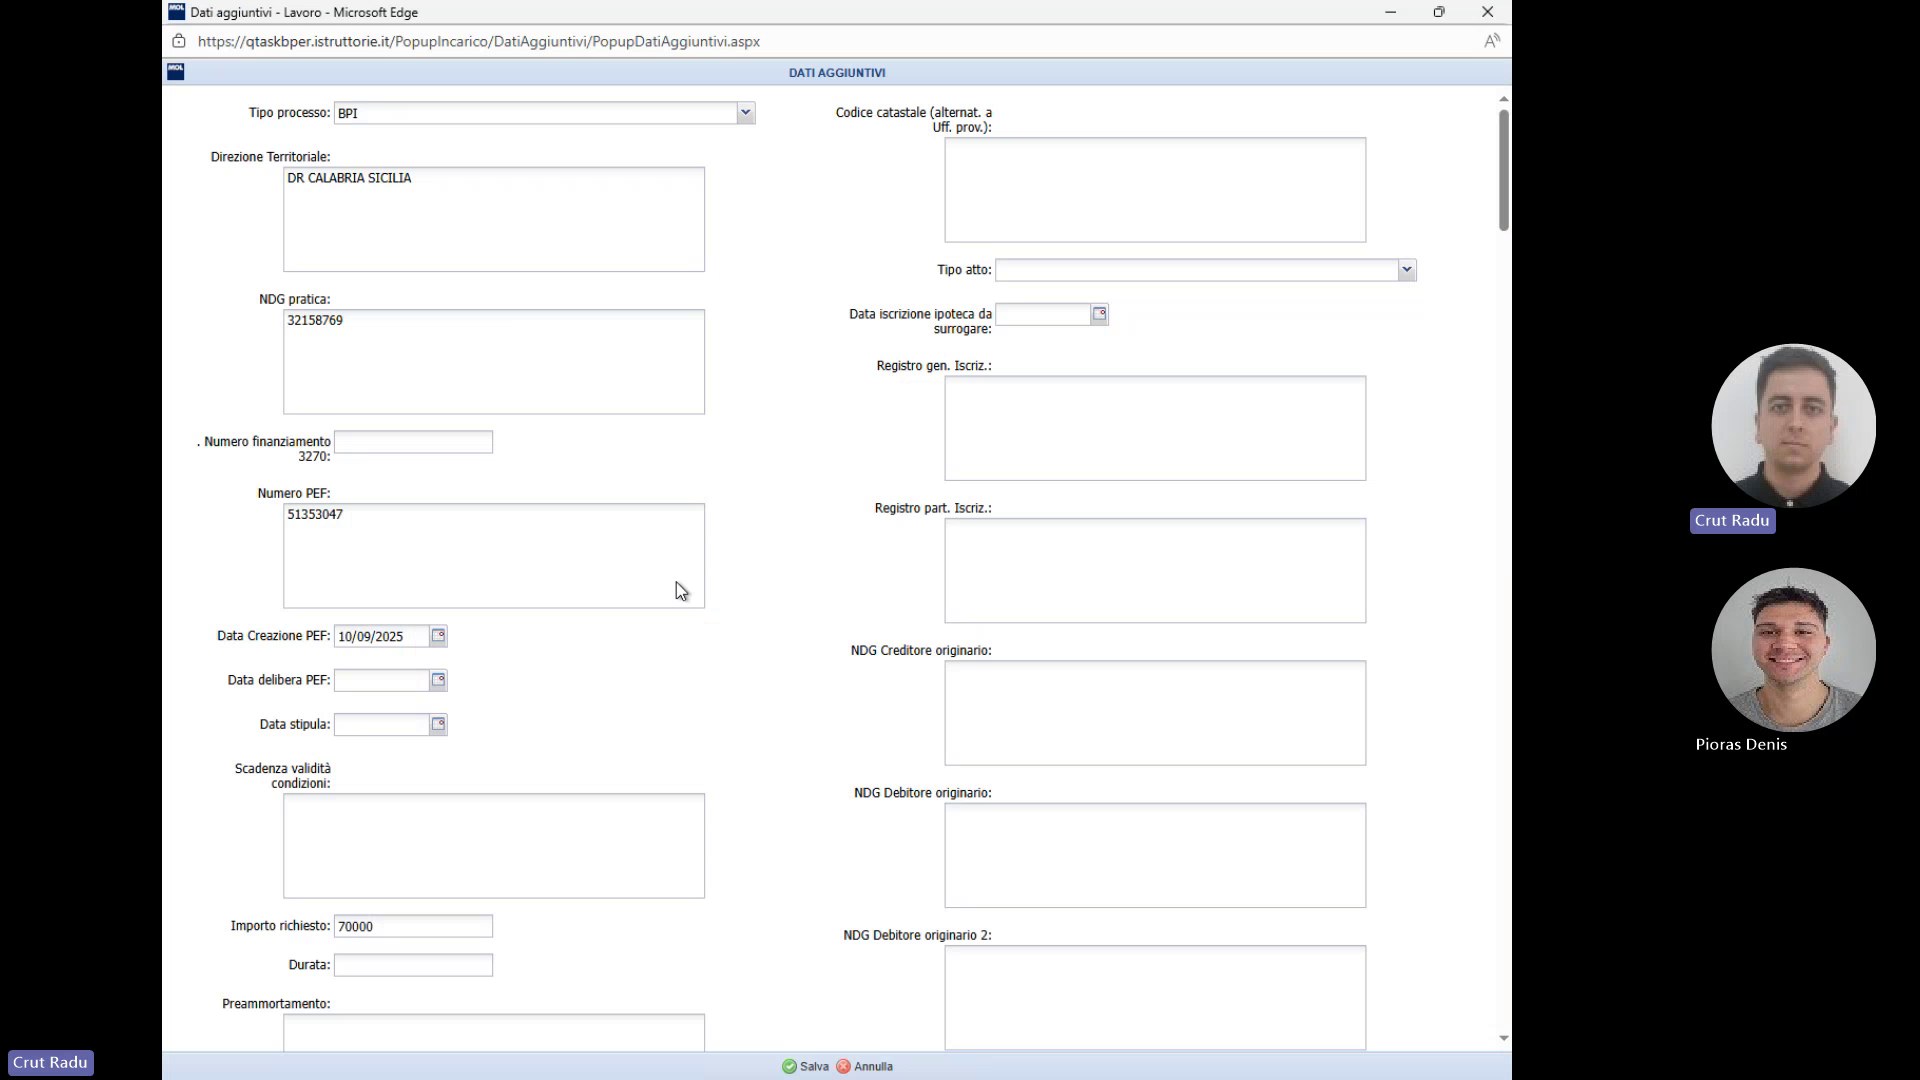 MOL Dati aggiuntivi - Lavoro - Microsoft Edge
https://qtaskbper.istruttorie.it/PopupIncarico/DatiAggiuntivi/PopupDatiAggiuntivi.aspx
MOL
DATI AGGIUNTIVI
Tipo processo: BPI
Direzione Territoriale:
DR CALABRIA SICILIA
NDG pratica:
32158769
. Numero finanziamento
3270:
Numero PEF:
51353047
Data Creazione PEF: 10/09/2025
Data delibera PEF:
Data stipula:
Scadenza validità
condizioni:
Importo richiesto: 70000
Durata:
Preammortamento:
Codice catastale (alternat. a
Uff. prov.):
Tipo atto:
Data iscrizione ipoteca da
surrogare:
Registro gen. Iscriz.:
Registro part. Iscriz.:
NDG Creditore originario:
NDG Debitore originario:
NDG Debitore originario 2:
Salva Annulla
Crut Radu
Pioras Denis
Crut Radu